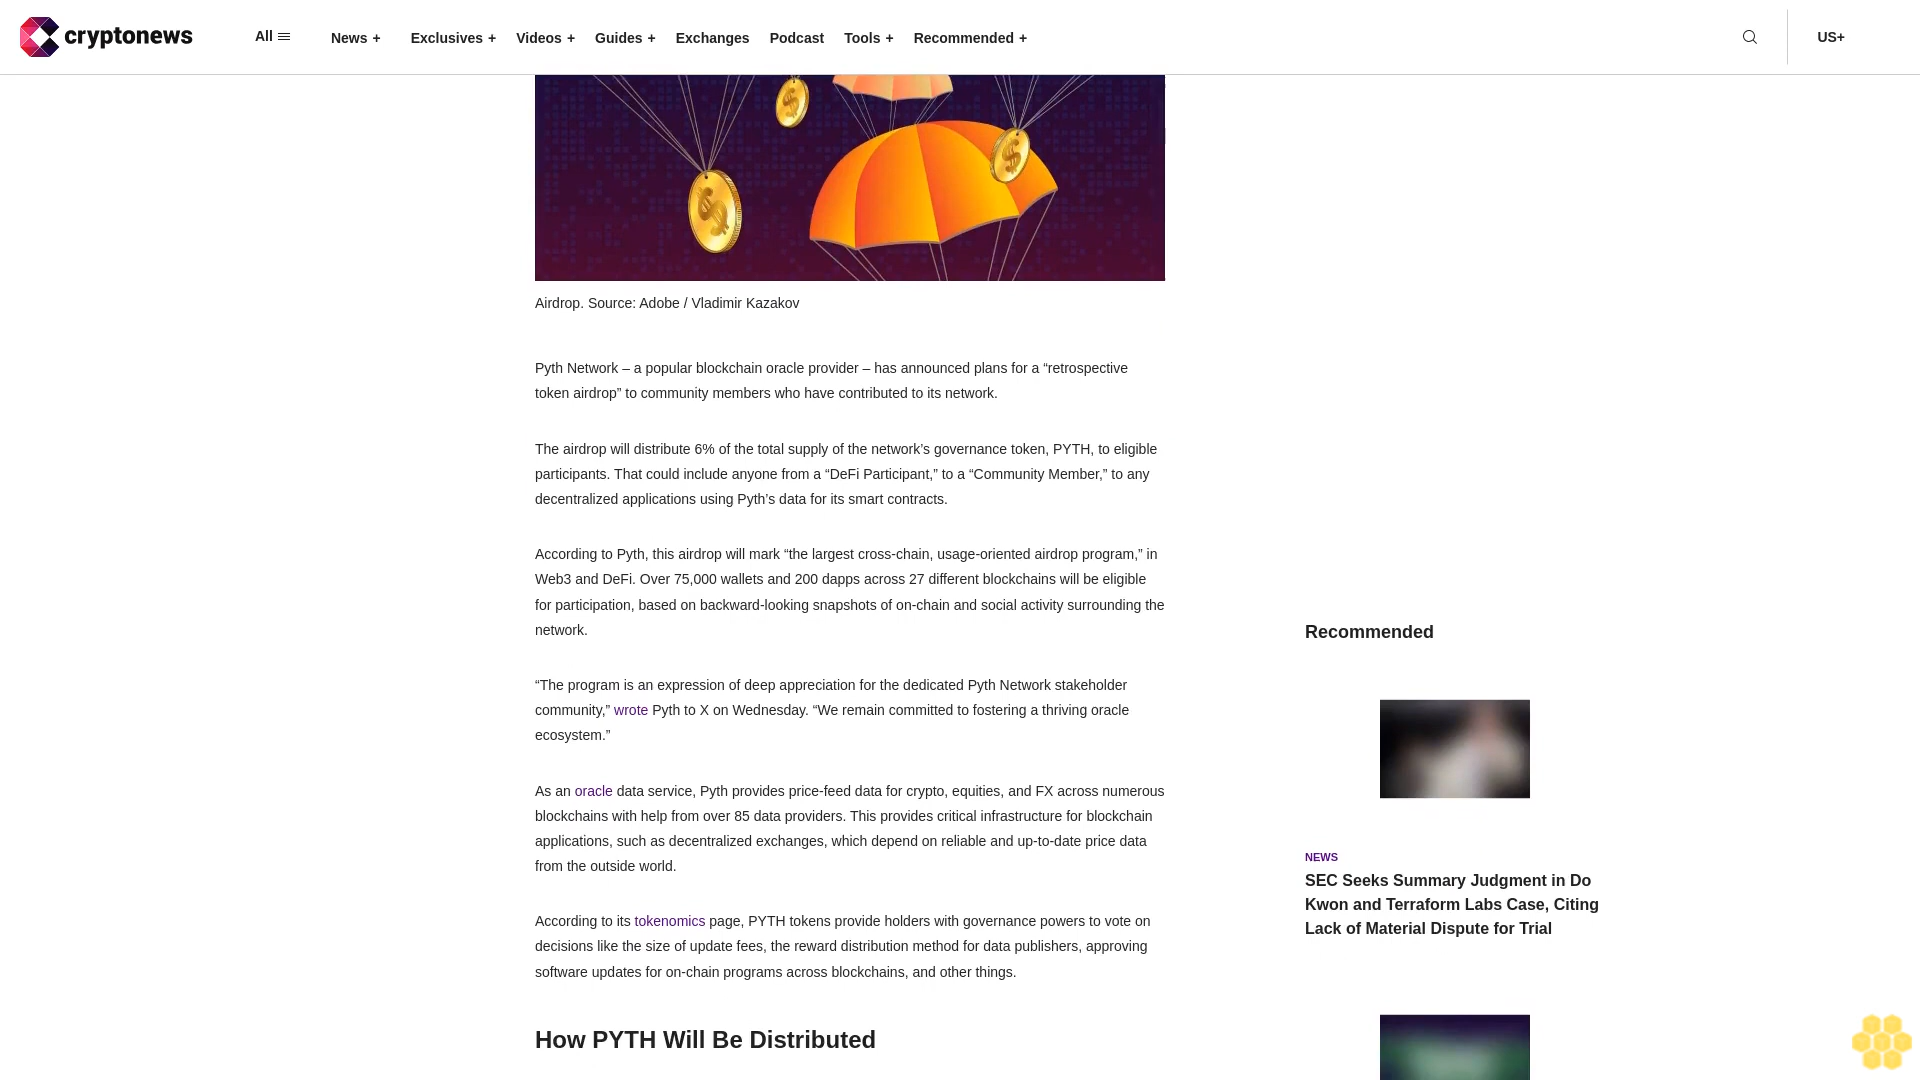 cryptonews
All
News +
Exclusives +
Videos +
Guides +
Exchanges
Podcast
Tools +
Recommended +
US+
Airdrop. Source: Adobe / Vladimir Kazakov
Pyth Network – a popular blockchain oracle provider – has announced plans for a “retrospective
token airdrop” to community members who have contributed to its network.
The airdrop will distribute 6% of the total supply of the network’s governance token, PYTH, to eligible
participants. That could include anyone from a “DeFi Participant,” to a “Community Member,” to any
decentralized applications using Pyth’s data for its smart contracts.
According to Pyth, this airdrop will mark “the largest cross-chain, usage-oriented airdrop program,” in
Web3 and DeFi. Over 75,000 wallets and 200 dapps across 27 different blockchains will be eligible
for participation, based on backward-looking snapshots of on-chain and social activity surrounding the
network.
“The program is an expression of deep appreciation for the dedicated Pyth Network stakeholder
community,” wrote Pyth to X on Wednesday. “We remain committed to fostering a thriving oracle
ecosystem.”
As an oracle data service, Pyth provides price-feed data for crypto, equities, and FX across numerous
blockchains with help from over 85 data providers. This provides critical infrastructure for blockchain
applications, such as decentralized exchanges, which depend on reliable and up-to-date price data
from the outside world.
According to its tokenomics page, PYTH tokens provide holders with governance powers to vote on
decisions like the size of update fees, the reward distribution method for data publishers, approving
software updates for on-chain programs across blockchains, and other things.
How PYTH Will Be Distributed
Recommended
NEWS
SEC Seeks Summary Judgment in Do
Kwon and Terraform Labs Case, Citing
Lack of Material Dispute for Trial